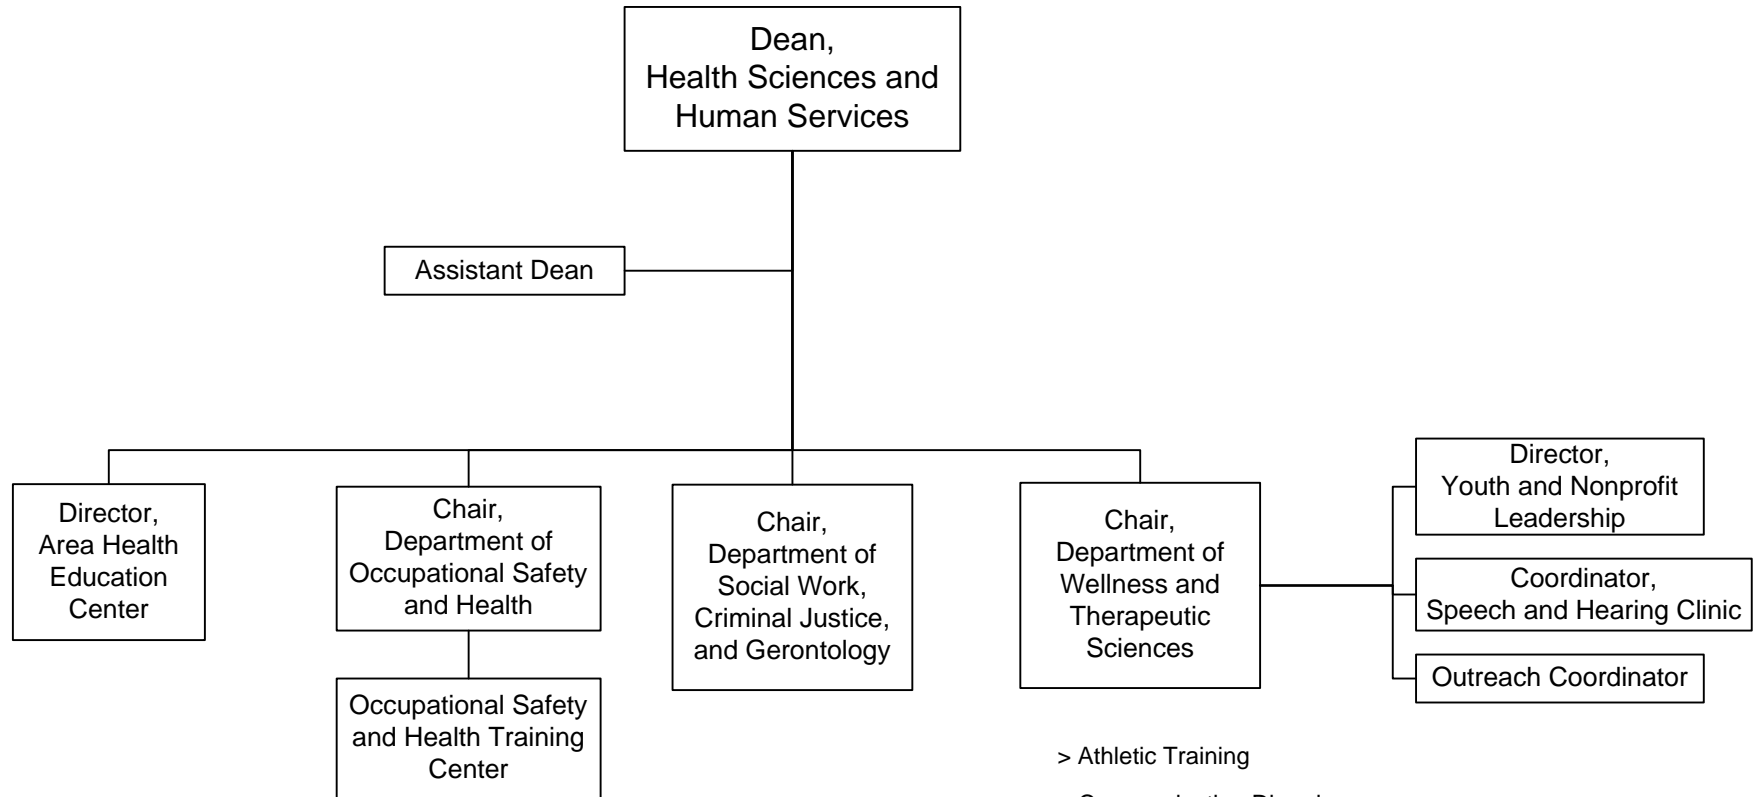 Dean,
Health Sciences and
Human Services
Assistant Dean
Director,
Area Health
Education
Center
Chair,
Department of
Occupational Safety
and Health
Occupational Safety
and Health Training
Center
Chair,
Department of
Social Work,
Criminal Justice,
and Gerontology
Chair,
Department of
Wellness and
Therapeutic
Sciences
Director,
Youth and Nonprofit
Leadership
Coordinator,
Speech and Hearing Clinic
Outreach Coordinator
> Athletic Training